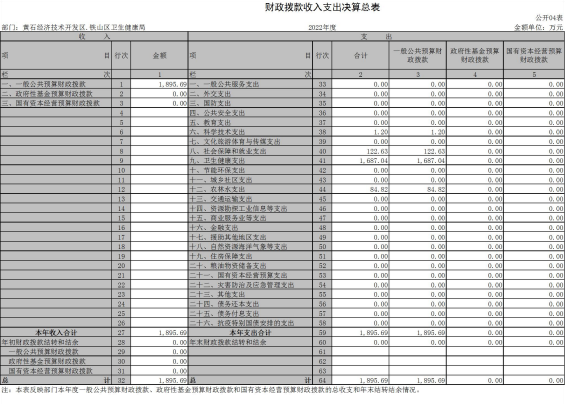 财政拨款收入支出决算总表
公开04表
部门：黄石经济技术开发区.铁山区卫生健康局 2022年度 金额单位：万元
收 入 支 出
项 目 行次 金额 项 目 行次 合计 一般公共预算财政拨款 政府性基金预算财政拨款 国有资本经营预算财政拨款
栏 次 1 栏 次 2 3 4 5
一、一般公共预算财政拨款 1 1,895.69 一、一般公共服务支出 33 0.00 0.00 0.00 0.00
二、政府性基金预算财政拨款 2 0.00 二、外交支出 34 0.00 0.00 0.00 0.00
三、国有资本经营预算财政拨款 3 0.00 三、国防支出 35 0.00 0.00 0.00 0.00
4 四、公共安全支出 36 0.00 0.00 0.00 0.00
5 五、教育支出 37 0.00 0.00 0.00 0.00
6 六、科学技术支出 38 1.20 1.20 0.00 0.00
7 七、文化旅游体育与传媒支出 39 0.00 0.00 0.00 0.00
8 八、社会保障和就业支出 40 122.63 122.63 0.00 0.00
9 九、卫生健康支出 41 1,687.04 1,687.04 0.00 0.00
10 十、节能环保支出 42 0.00 0.00 0.00 0.00
11 十一、城乡社区支出 43 0.00 0.00 0.00 0.00
12 十二、农林水支出 44 84.82 84.82 0.00 0.00
13 十三、交通运输支出 45 0.00 0.00 0.00 0.00
14 十四、资源勘探工业信息等支出 46 0.00 0.00 0.00 0.00
15 十五、商业服务业等支出 47 0.00 0.00 0.00 0.00
16 十六、金融支出 48 0.00 0.00 0.00 0.00
17 十七、援助其他地区支出 49 0.00 0.00 0.00 0.00
18 十八、自然资源海洋气象等支出 50 0.00 0.00 0.00 0.00
19 十九、住房保障支出 51 0.00 0.00 0.00 0.00
20 二十、粮油物资储备支出 52 0.00 0.00 0.00 0.00
21 二十一、国有资本经营预算支出 53 0.00 0.00 0.00 0.00
22 二十二、灾害防治及应急管理支出 54 0.00 0.00 0.00 0.00
23 二十三、其他支出 55 0.00 0.00 0.00 0.00
24 二十四、债务还本支出 56 0.00 0.00 0.00 0.00
25 二十五、债务付息支出 57 0.00 0.00 0.00 0.00
26 二十六、抗疫特别国债安排的支出 58 0.00 0.00 0.00 0.00
本年收入合计 27 1,895.69 本年支出合计 59 1,895.69 1,895.69 0.00 0.00
年初财政拨款结转和结余 28 0.00 年末财政拨款结转和结余 60 0.00 0.00 0.00 0.00
一般公共预算财政拨款 29 0.00 61
政府性基金预算财政拨款 30 0.00 62
国有资本经营预算财政拨款 31 0.00 63
总 计 32 1,895.69 总 计 64 1,895.69 1,895.69 0.00 0.00
注：本表反映部门本年度一般公共预算财政拨款、政府性基金预算财政拨款和国有资本经营预算财政拨款的总收支和年末结转结余情况。